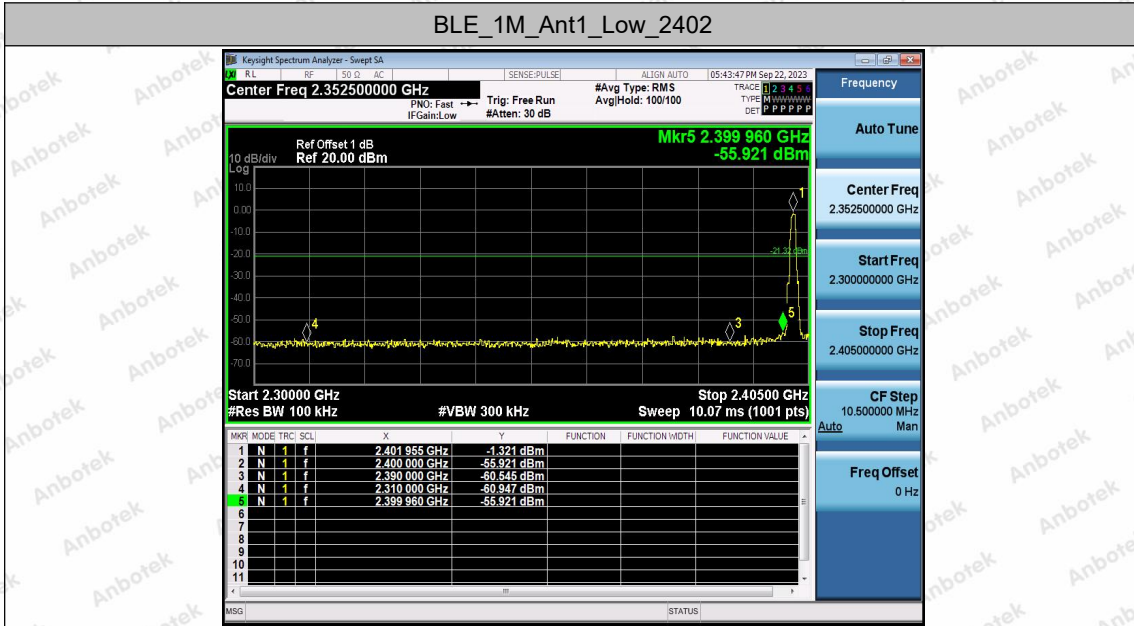 BLE_1M_Ant1_Low_2402
Keysight Spectrum Analyzer - Swept SA
LXI RL RF 50 Ω AC SENSE:PULSE ALIGN AUTO 05:43:47 PM Sep 22, 2023
Center Freq 2.352500000 GHz
PNO: Fast
IFGain:Low
Trig: Free Run
#Atten: 30 dB
#Avg Type: RMS
Avg|Hold: 100/100
TRACE 1 2 3 4 5 6
TYPE M WWWWW
DET P P P P P P
Mkr5 2.399 960 GHz
-55.921 dBm
Ref Offset 1 dB
10 dB/div Ref 20.00 dBm
Log
10.0
0.00
-10.0
-20.0
-30.0
-40.0
-50.0
-60.0
-70.0
-21.32 dBm
1
3
4
5
Start 2.30000 GHz Stop 2.40500 GHz
#Res BW 100 kHz #VBW 300 kHz Sweep 10.07 ms (1001 pts)
MKR MODE TRC SCL X Y FUNCTION FUNCTION WIDTH FUNCTION VALUE
1 N 1 f 2.401 955 GHz -1.321 dBm
2 N 1 f 2.400 000 GHz -55.921 dBm
3 N 1 f 2.390 000 GHz -60.545 dBm
4 N 1 f 2.310 000 GHz -60.947 dBm
5 N 1 f 2.399 960 GHz -55.921 dBm
6
7
8
9
10
11
MSG STATUS
Frequency
Auto Tune
Center Freq
2.352500000 GHz
Start Freq
2.300000000 GHz
Stop Freq
2.405000000 GHz
CF Step
10.500000 MHz
Auto Man
Freq Offset
0 Hz
Anbotek